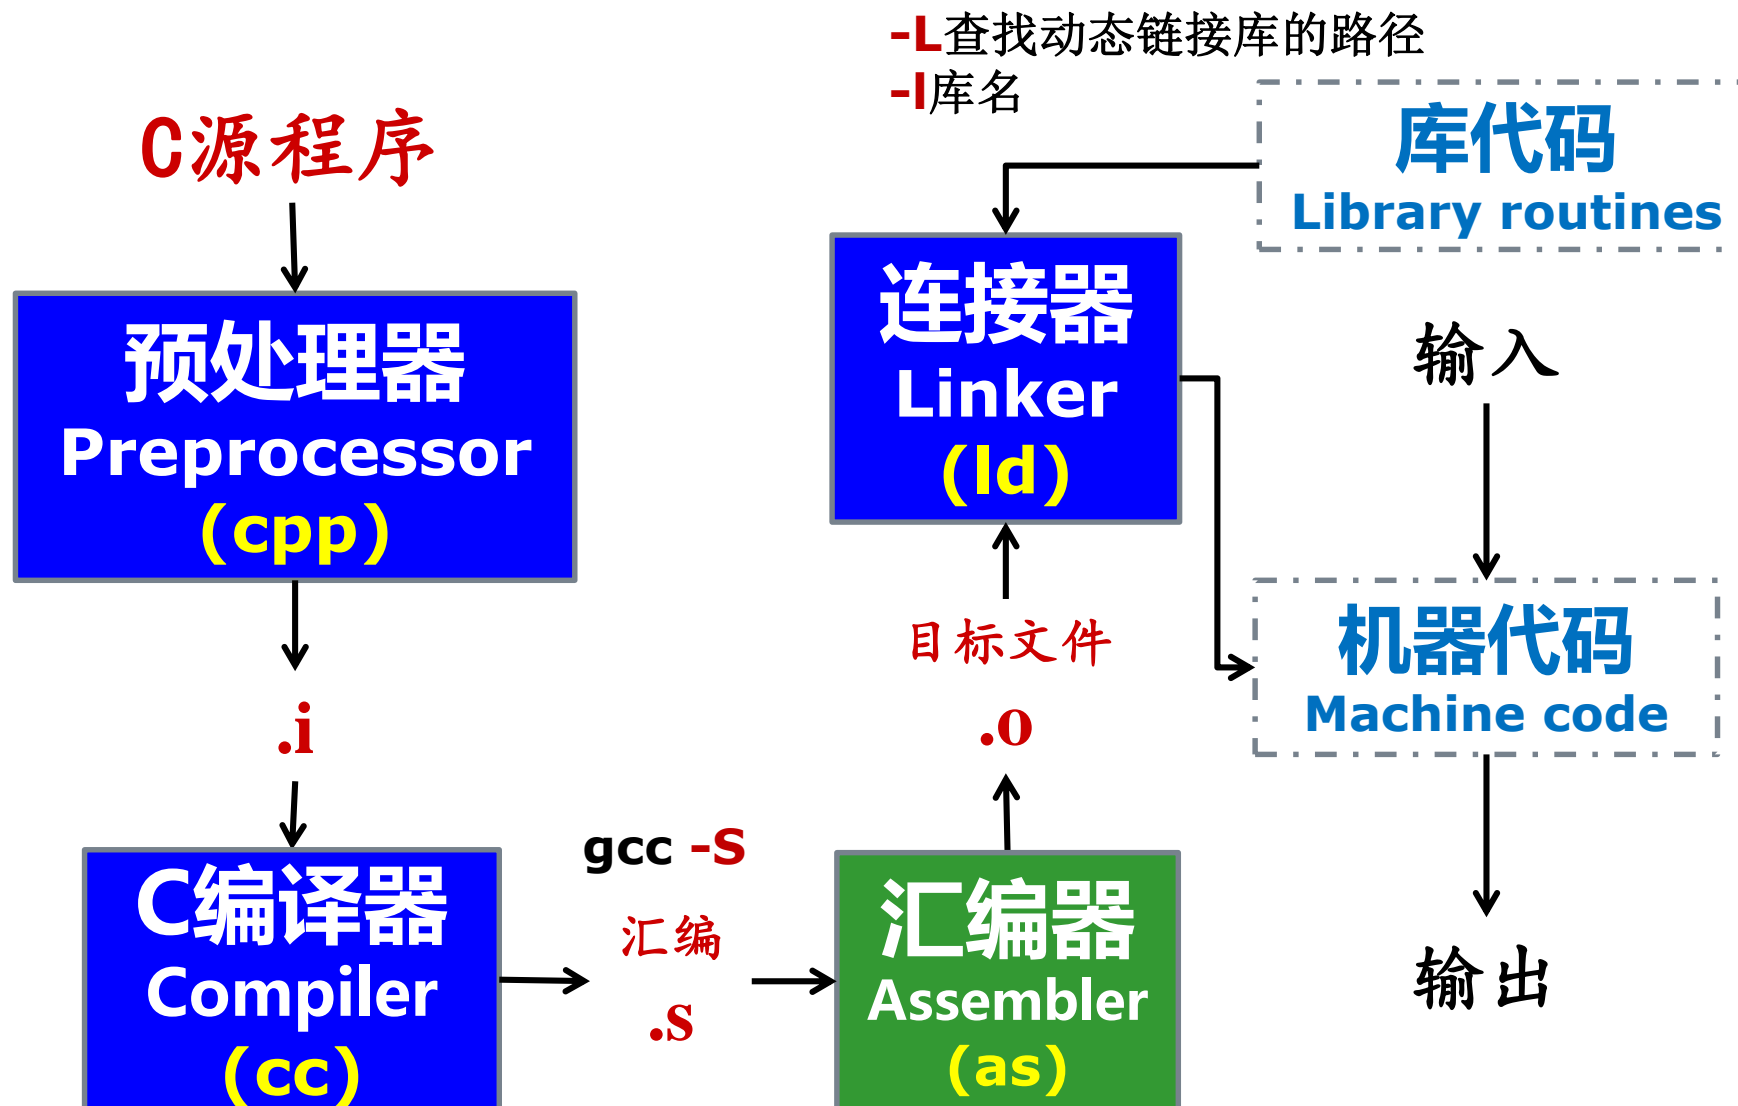 -L查找动态链接库的路径
-l库名
C源程序
预处理器
Preprocessor
(cpp)
.i
C编译器
Compiler
(cc)
gcc -S
汇编
.s
汇编器
Assembler
(as)
目标文件
.o
连接器
Linker
(ld)
库代码
Library routines
输入
机器代码
Machine code
输出